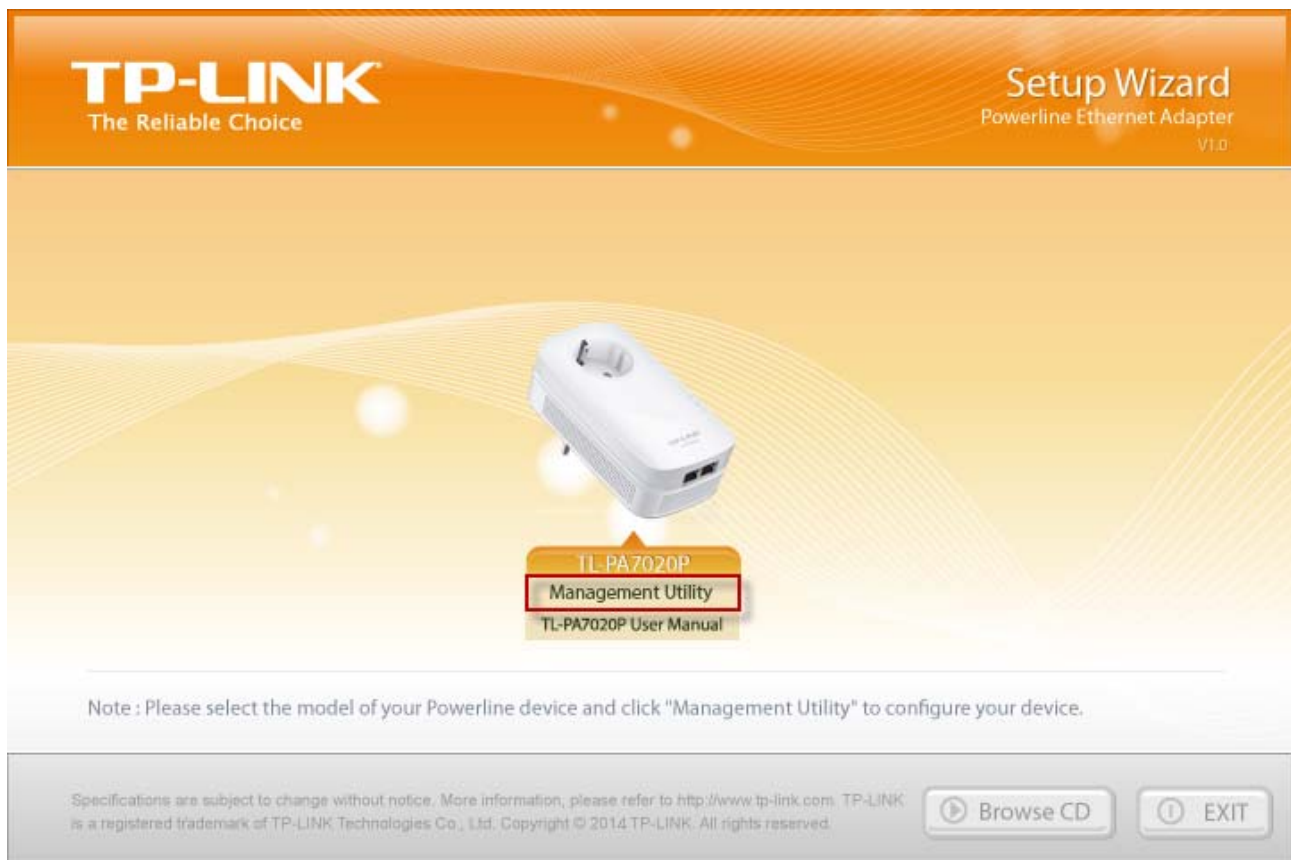 TP-LINK
The Reliable Choice
Setup Wizard
Powerline Ethernet Adapter
V1.0
TL-PA7020P
Management Utility
TL-PA7020P User Manual
Note : Please select the model of your Powerline device and click "Management Utility" to configure your device.
Specifications are subject to change without notice. More information, please refer to http://www.tp-link.com. TP-LINK
is a registered trademark of TP-LINK Technologies Co., Ltd. Copyright © 2014 TP-LINK. All rights reserved.
Browse CD
EXIT